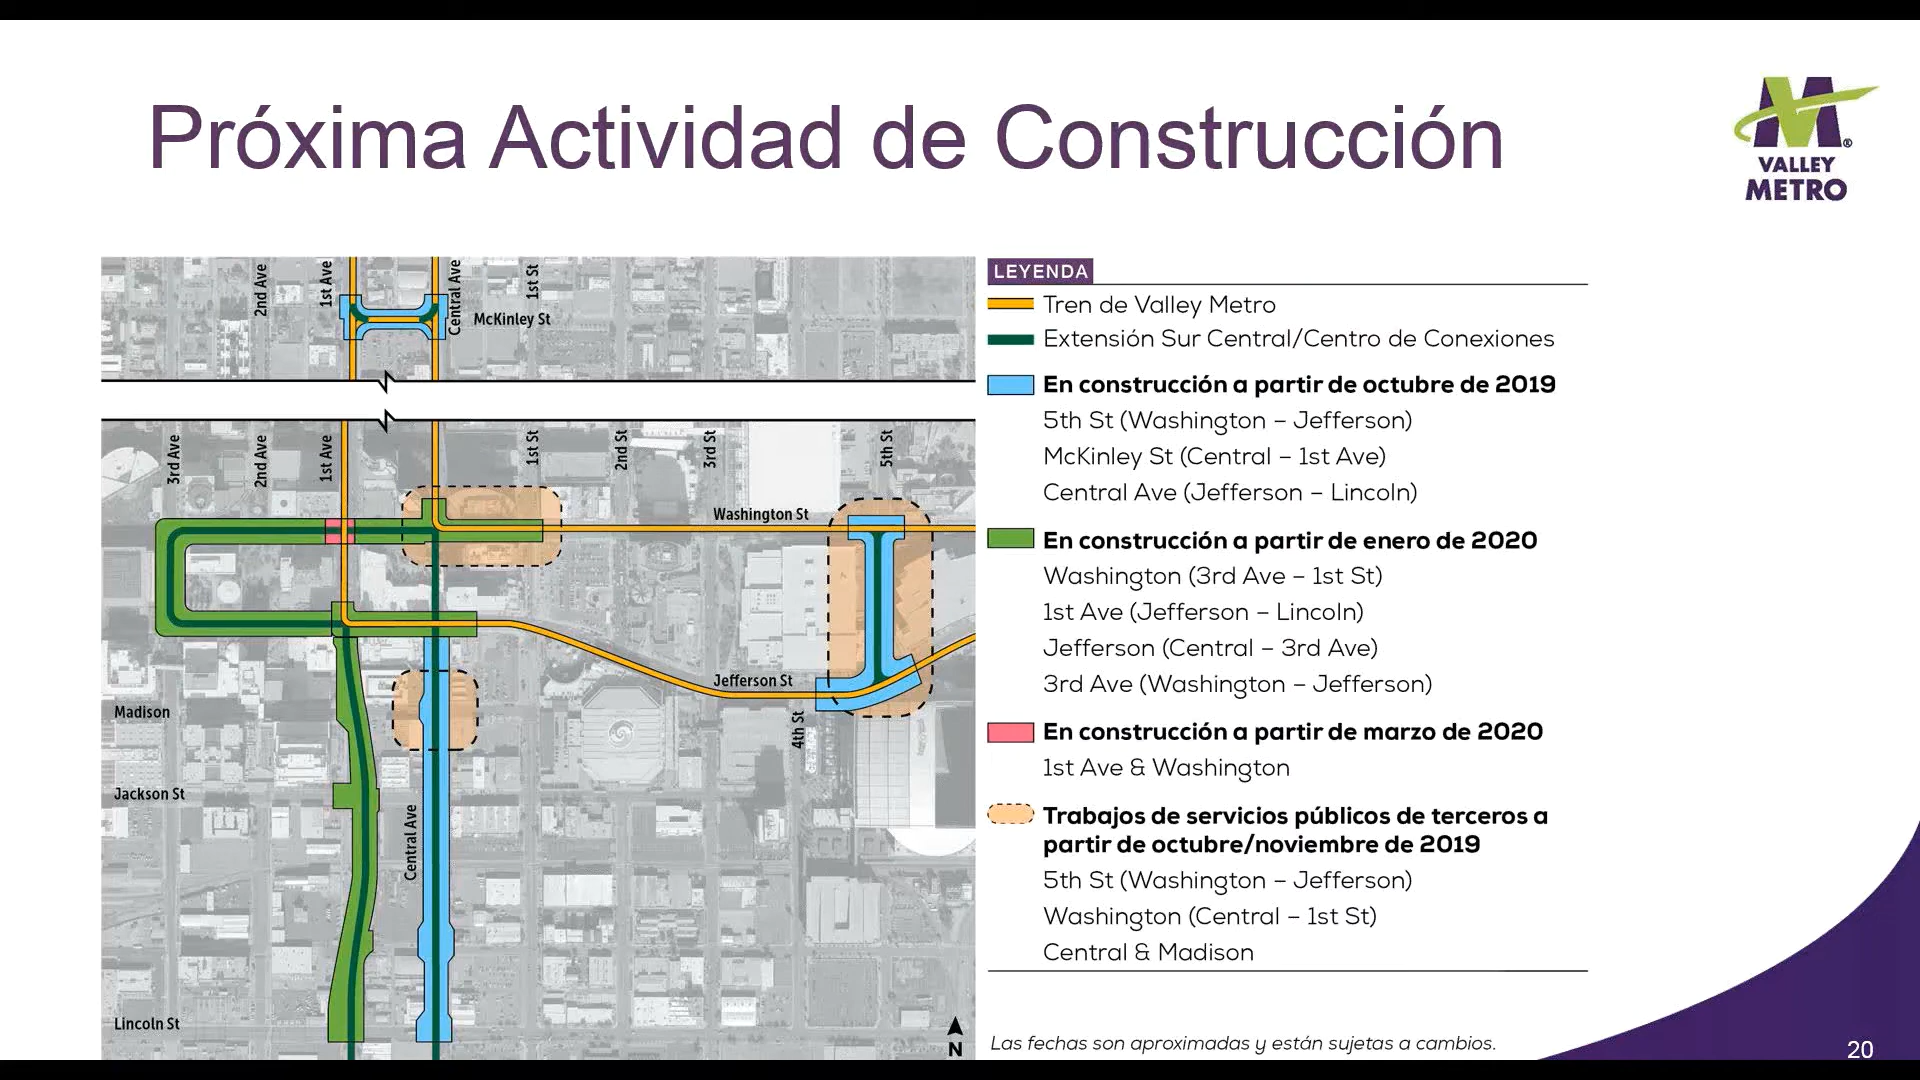 Próxima Actividad de Construcción
VALLEY
METRO
®
2nd Ave
1st Ave
Central Ave
1st St
McKinley St
3rd Ave
2nd Ave
1st Ave
1st St
2nd St
3rd St
5th St
Washington St
Jefferson St
4th St
Madison
Jackson St
Central Ave
Lincoln St
N
LEYENDA
Tren de Valley Metro
Extensión Sur Central/Centro de Conexiones
En construcción a partir de octubre de 2019
5th St (Washington – Jefferson)
McKinley St (Central – 1st Ave)
Central Ave (Jefferson – Lincoln)
En construcción a partir de enero de 2020
Washington (3rd Ave – 1st St)
1st Ave (Jefferson – Lincoln)
Jefferson (Central – 3rd Ave)
3rd Ave (Washington – Jefferson)
En construcción a partir de marzo de 2020
1st Ave & Washington
Trabajos de servicios públicos de terceros a
partir de octubre/noviembre de 2019
5th St (Washington – Jefferson)
Washington (Central – 1st St)
Central & Madison
Las fechas son aproximadas y están sujetas a cambios.
20